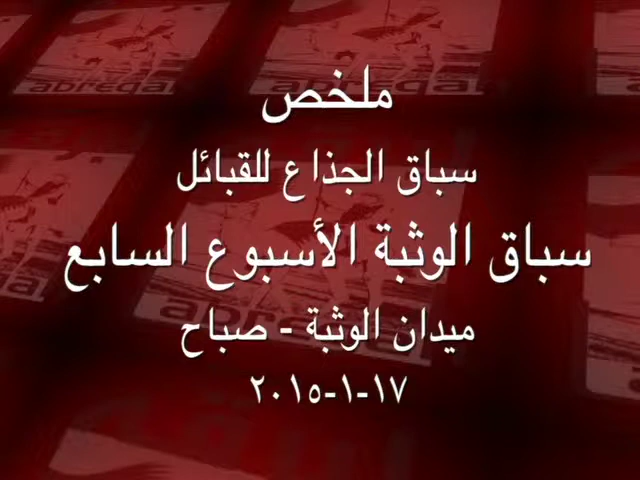 ملخص
سباق الجذاع للقبائل
سباق الوثبة الأسبوع السابع
ميدان الوثبة - صباح
١٧-١-٢٠١٥